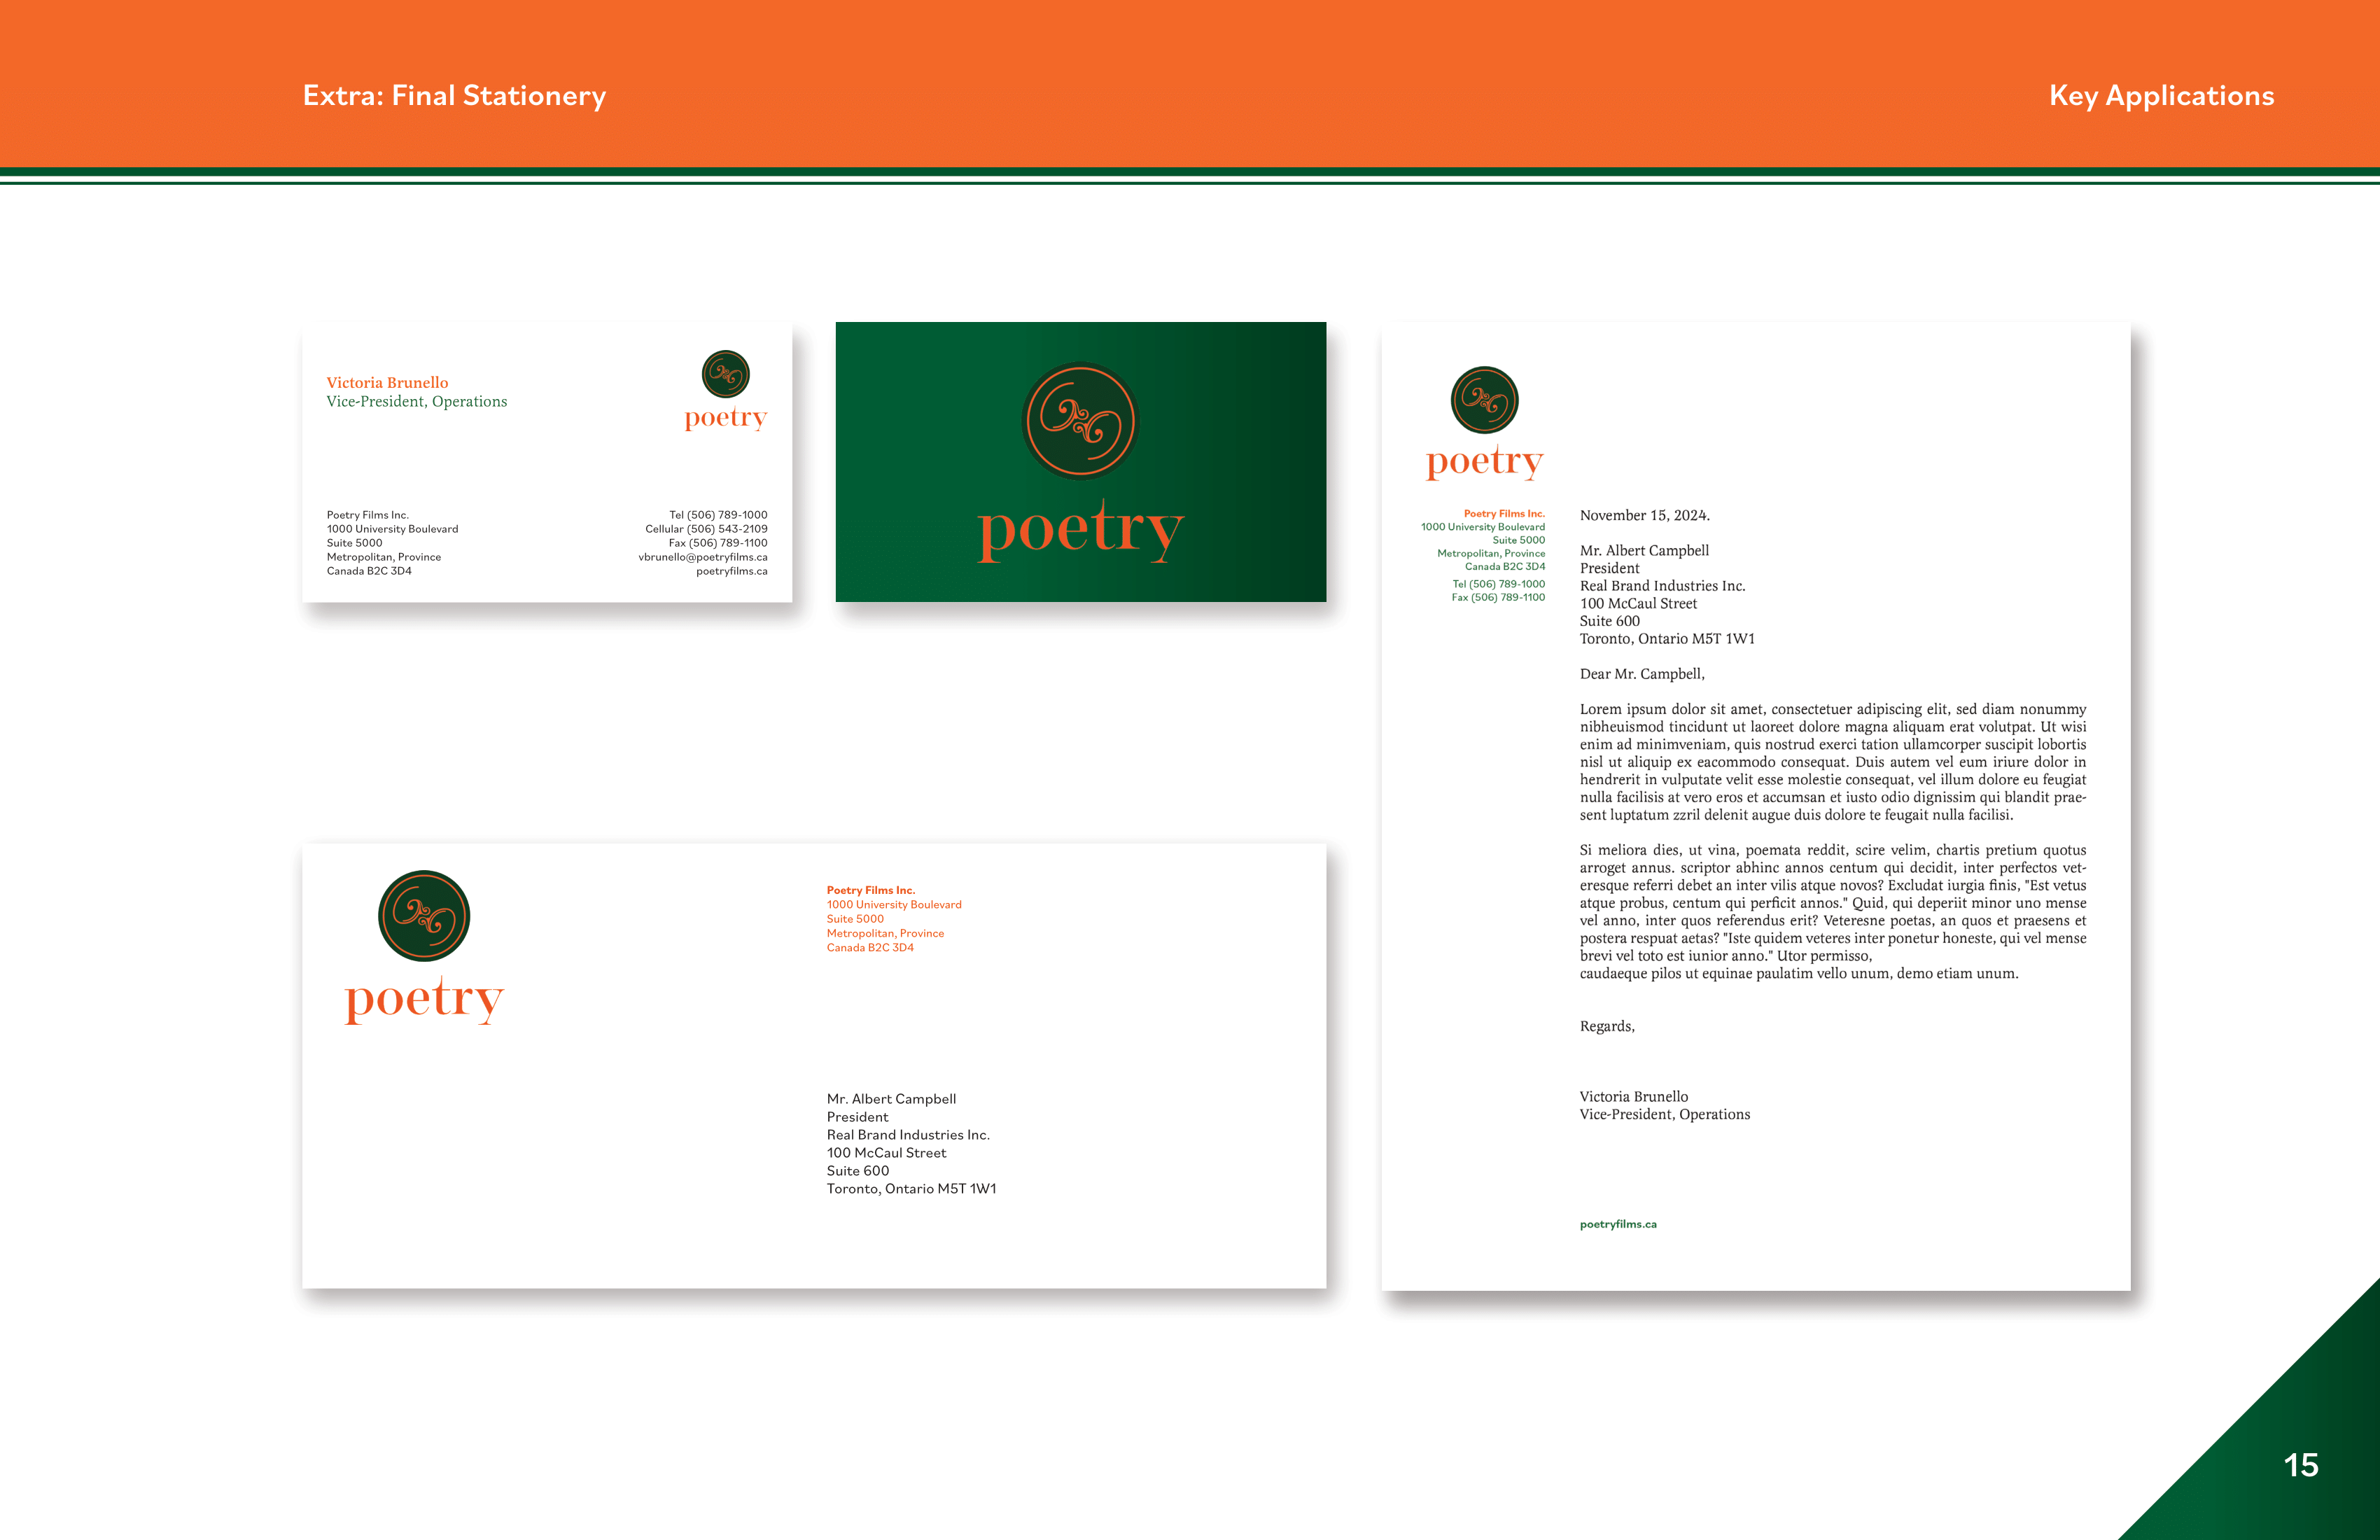 Extra: Final Stationery
Key Applications
Victoria Brunello
Vice-President, Operations
poetry
Poetry Films Inc.
1000 University Boulevard
Suite 5000
Metropolitan, Province
Canada B2C 3D4
Tel (506) 789-1000
Cellular (506) 543-2109
Fax (506) 789-1100
vbrunello@poetryfilms.ca
poetryfilms.ca
poetry
poetry
Poetry Films Inc.
1000 University Boulevard
Suite 5000
Metropolitan, Province
Canada B2C 3D4
Mr. Albert Campbell
President
Real Brand Industries Inc.
100 McCaul Street
Suite 600
Toronto, Ontario M5T 1W1
poetry
Poetry Films Inc.
1000 University Boulevard
Suite 5000
Metropolitan, Province
Canada B2C 3D4
Tel (506) 789-1000
Fax (506) 789-1100
November 15, 2024.
Mr. Albert Campbell
President
Real Brand Industries Inc.
100 McCaul Street
Suite 600
Toronto, Ontario M5T 1W1
Dear Mr. Campbell,
Lorem ipsum dolor sit amet, consectetuer adipiscing elit, sed diam nonummy
nibheuismod tincidunt ut laoreet dolore magna aliquam erat volutpat. Ut wisi
enim ad minimveniam, quis nostrud exerci tation ullamcorper suscipit lobortis
nisl ut aliquip ex eacommodo consequat. Duis autem vel eum iriure dolor in
hendrerit in vulputate velit esse molestie consequat, vel illum dolore eu feugiat
nulla facilisis at vero eros et accumsan et iusto odio dignissim qui blandit prae-
sent luptatum zzril delenit augue duis dolore te feugait nulla facilisi.
Si meliora dies, ut vina, poemata reddit, scire velim, chartis pretium quotus
arroget annus. scriptor abhinc annos centum qui decidit, inter perfectos vet-
eresque referri debet an inter vilis atque novos? Excludat iurgia finis, "Est vetus
atque probus, centum qui perficit annos." Quid, qui deperiit minor uno mense
vel anno, inter quos referendus erit? Veteresne poetas, an quos et praesens et
postera respuat aetas? "Iste quidem veteres inter ponetur honeste, qui vel mense
brevi vel toto est iunior anno." Utor permisso,
caudaeque pilos ut equinae paulatim vello unum, demo etiam unum.
Regards,
Victoria Brunello
Vice-President, Operations
poetryfilms.ca
15